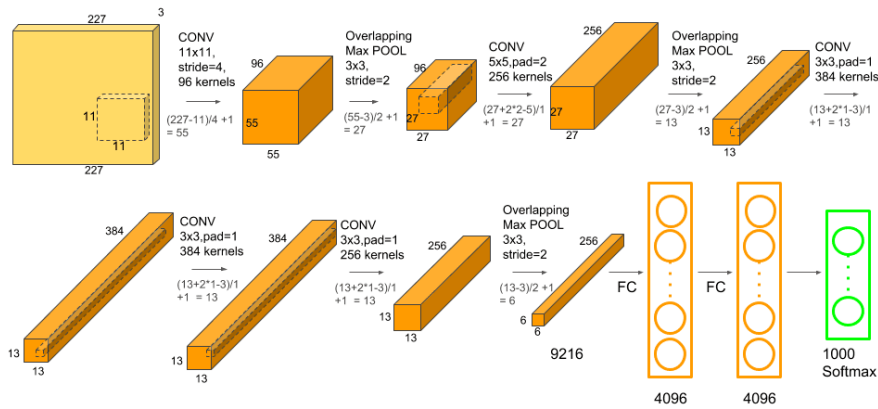 227
3
11
11
227
CONV
11x11,
stride=4,
96 kernels
(227-11)/4 +1
= 55
96
55
55
Overlapping
Max POOL
3x3,
stride=2
(55-3)/2 +1
= 27
96
27
27
CONV
5x5,pad=2
256 kernels
(27+2*2-5)/1
+1 = 27
256
27
27
Overlapping
Max POOL
3x3,
stride=2
(27-3)/2 +1
= 13
256
13
13
CONV
3x3,pad=1
384 kernels
(13+2*1-3)/1
+1 = 13
384
13
13
CONV
3x3,pad=1
384 kernels
(13+2*1-3)/1
+1 = 13
384
13
13
CONV
3x3,pad=1
256 kernels
(13+2*1-3)/1
+1 = 13
256
13
13
Overlapping
Max POOL
3x3,
stride=2
(13-3)/2 +1
= 6
256
6
6
9216
FC
4096
FC
4096
1000
Softmax